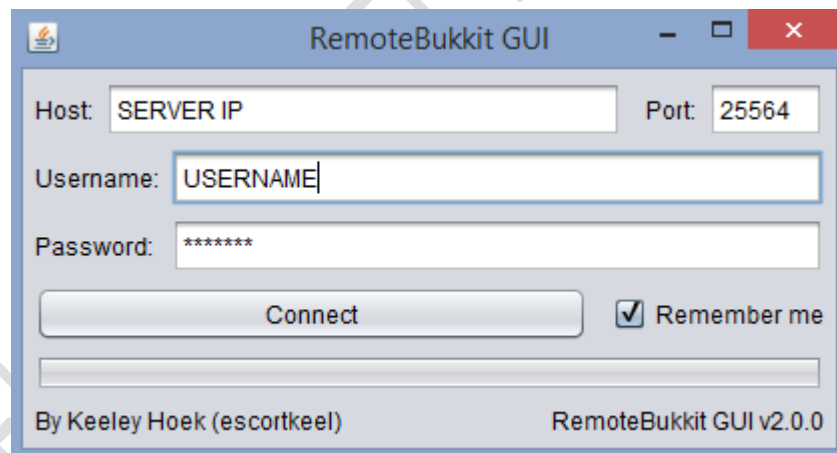 RemoteBukkit GUI
Host: SERVER IP Port: 25564
Username: USERNAME
Password: *******
Connect Remember me
By Keeley Hoek (escortkeel) RemoteBukkit GUI v2.0.0